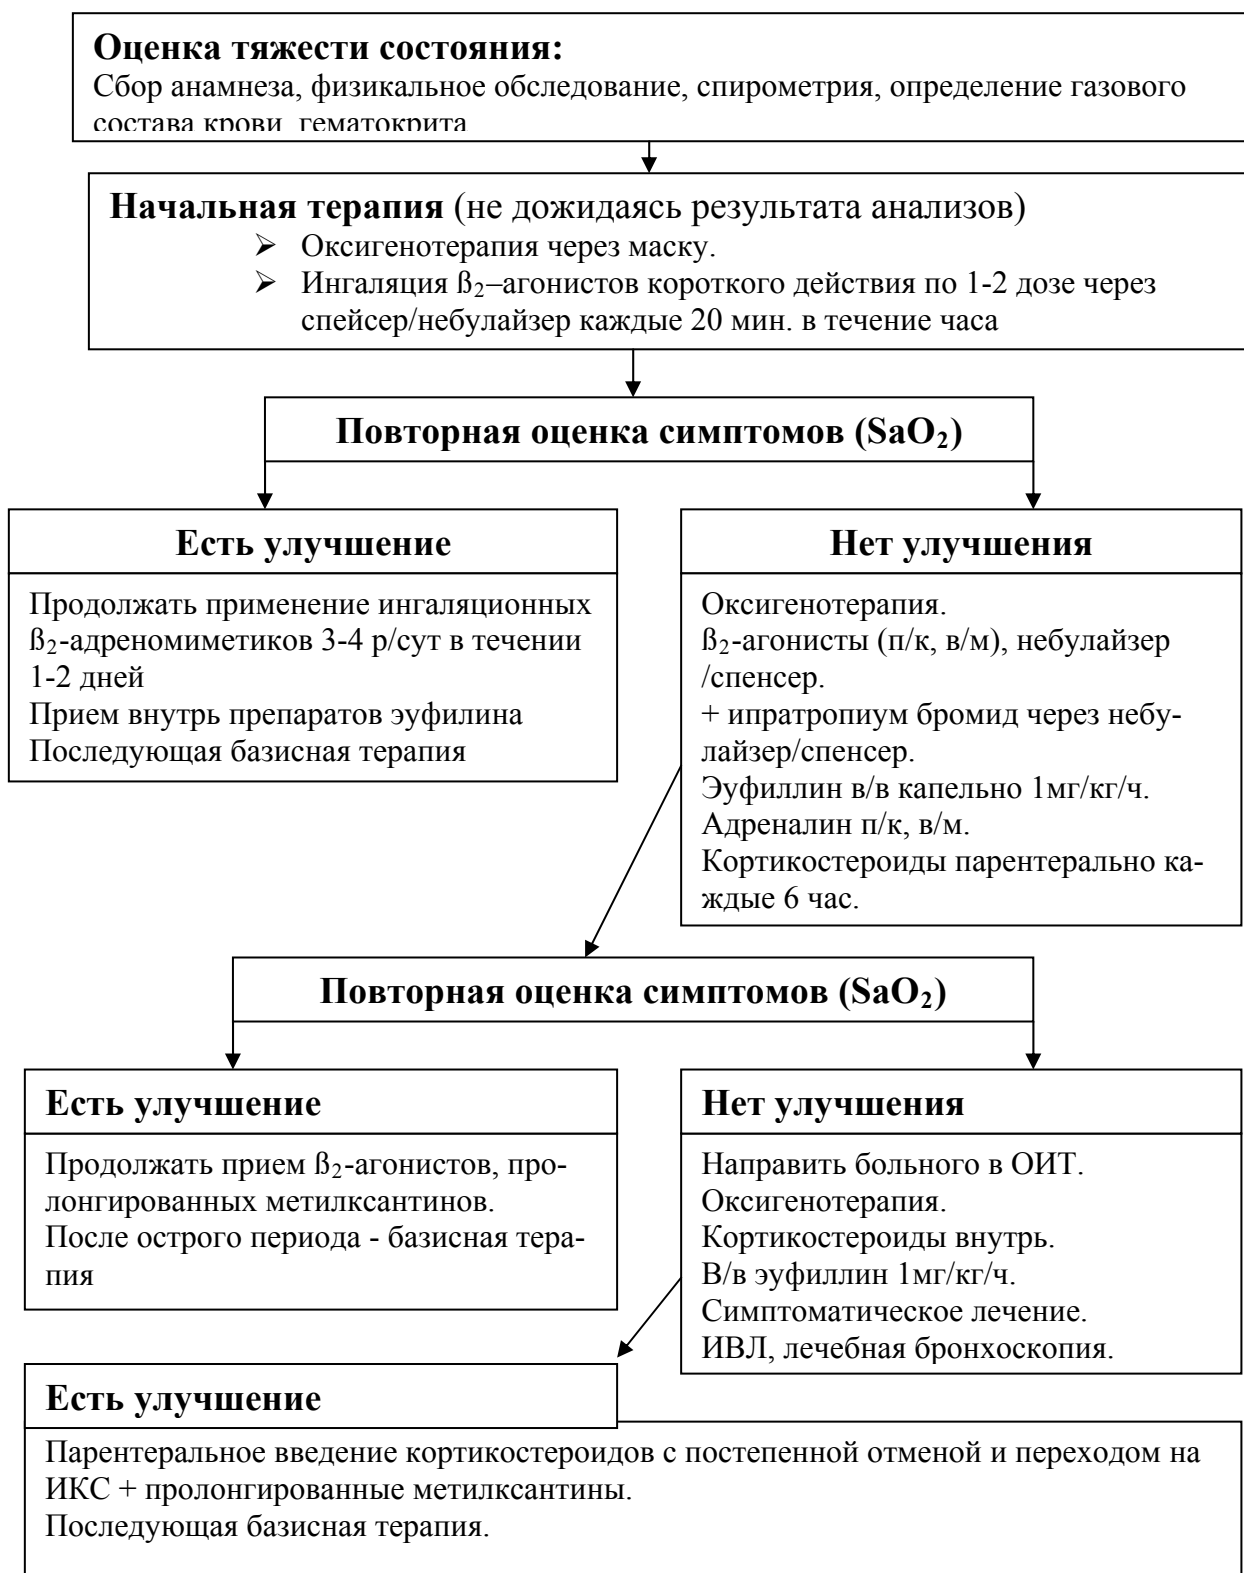 Оценка тяжести состояния:
Сбор анамнеза, физикальное обследование, спирометрия, определение газового
состава крови гематокрита
Начальная терапия (не дожидаясь результата анализов)
➢ Оксигенотерапия через маску.
➢ Ингаляция ß₂–агонистов короткого действия по 1-2 дозе через
спейсер/небулайзер каждые 20 мин. в течение часа
Повторная оценка симптомов (SaO₂)
Есть улучшение
Продолжать применение ингаляционных
ß₂-адреномиметиков 3-4 р/сут в течении
1-2 дней
Прием внутрь препаратов эуфилина
Последующая базисная терапия
Нет улучшения
Оксигенотерапия.
ß₂-агонисты (п/к, в/м), небулайзер
/спенсер.
+ ипратропиум бромид через небу-
лайзер/спенсер.
Эуфиллин в/в капельно 1мг/кг/ч.
Адреналин п/к, в/м.
Кортикостероиды парентерально ка-
ждые 6 час.
Повторная оценка симптомов (SaO₂)
Есть улучшение
Продолжать прием ß₂-агонистов, про-
лонгированных метилксантинов.
После острого периода - базисная тера-
пия
Нет улучшения
Направить больного в ОИТ.
Оксигенотерапия.
Кортикостероиды внутрь.
В/в эуфиллин 1мг/кг/ч.
Симптоматическое лечение.
ИВЛ, лечебная бронхоскопия.
Есть улучшение
Парентеральное введение кортикостероидов с постепенной отменой и переходом на
ИКС + пролонгированные метилксантины.
Последующая базисная терапия.